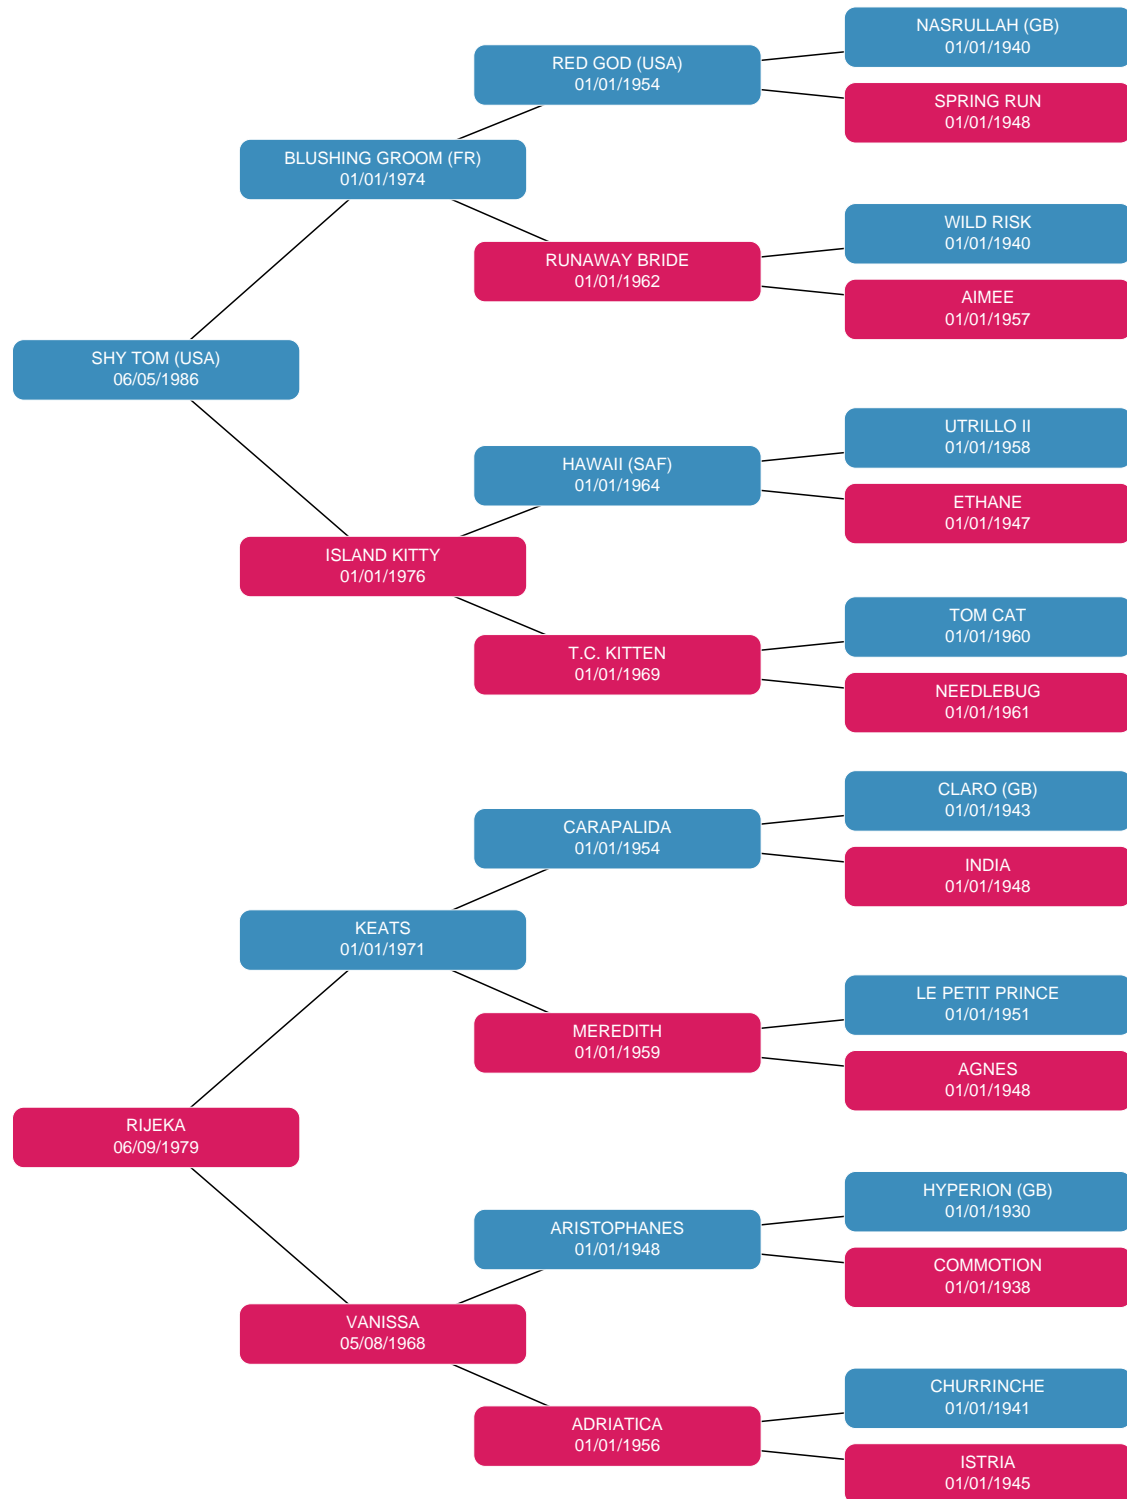 NASRULLAH (GB)
01/01/1940
RED GOD (USA)
01/01/1954
SPRING RUN
01/01/1948
BLUSHING GROOM (FR)
01/01/1974
WILD RISK
01/01/1940
RUNAWAY BRIDE
01/01/1962
AIMEE
01/01/1957
SHY TOM (USA)
06/05/1986
UTRILLO II
01/01/1958
HAWAII (SAF)
01/01/1964
ETHANE
01/01/1947
ISLAND KITTY
01/01/1976
TOM CAT
01/01/1960
T.C. KITTEN
01/01/1969
NEEDLEBUG
01/01/1961
CLARO (GB)
01/01/1943
CARAPALIDA
01/01/1954
INDIA
01/01/1948
KEATS
01/01/1971
LE PETIT PRINCE
01/01/1951
MEREDITH
01/01/1959
AGNES
01/01/1948
RIJEKA
06/09/1979
HYPERION (GB)
01/01/1930
ARISTOPHANES
01/01/1948
COMMOTION
01/01/1938
VANISSA
05/08/1968
CHURRINCHE
01/01/1941
ADRIATICA
01/01/1956
ISTRIA
01/01/1945